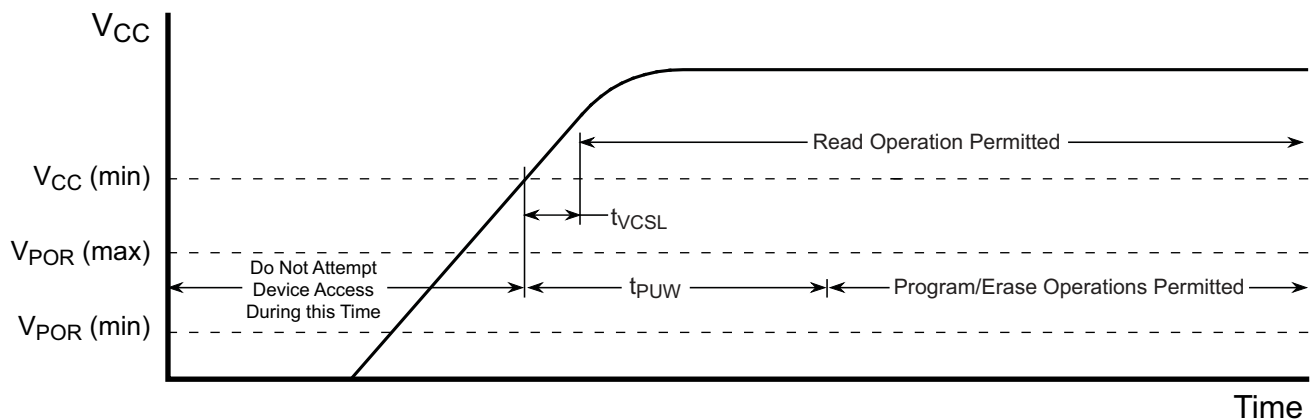 VCC
Read Operation Permitted
VCC (min)
tVCSL
VPOR (max)
Do Not Attempt
Device Access
During this Time
tPUW
Program/Erase Operations Permitted
VPOR (min)
Time